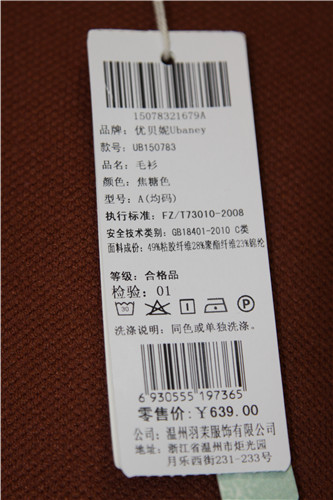 15078321679A
品牌: 优贝妮Ubaney
款号: UB150783
品名: 毛衫
颜色: 焦糖色
型号: A(均码)
执行标准: FZ/T73010-2008
安全技术类别: GB18401-2010 C类
面料成份: 49%粘胶纤维28%聚酯纤维23%锦纶
等级: 合格品
检验: 01
洗涤说明: 同色或单独洗涤.
6 930555 197365
零售价: ¥639.00
公司: 温州羽茉服饰有限公司
地址: 浙江省温州市炬光园
月乐西街231-233号